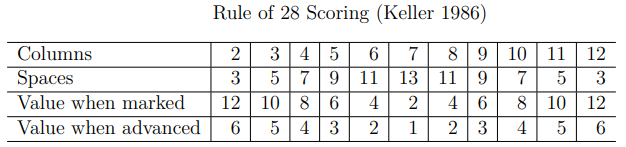 Rule of 28 Scoring (Keller 1986)
Columns 2 3 4 5 6 7 8 9 10 11 12
Spaces 3 5 7 9 11 13 11 9 7 5 3
Value when marked 12 10 8 6 4 2 4 6 8 10 12
Value when advanced 6 5 4 3 2 1 2 3 4 5 6